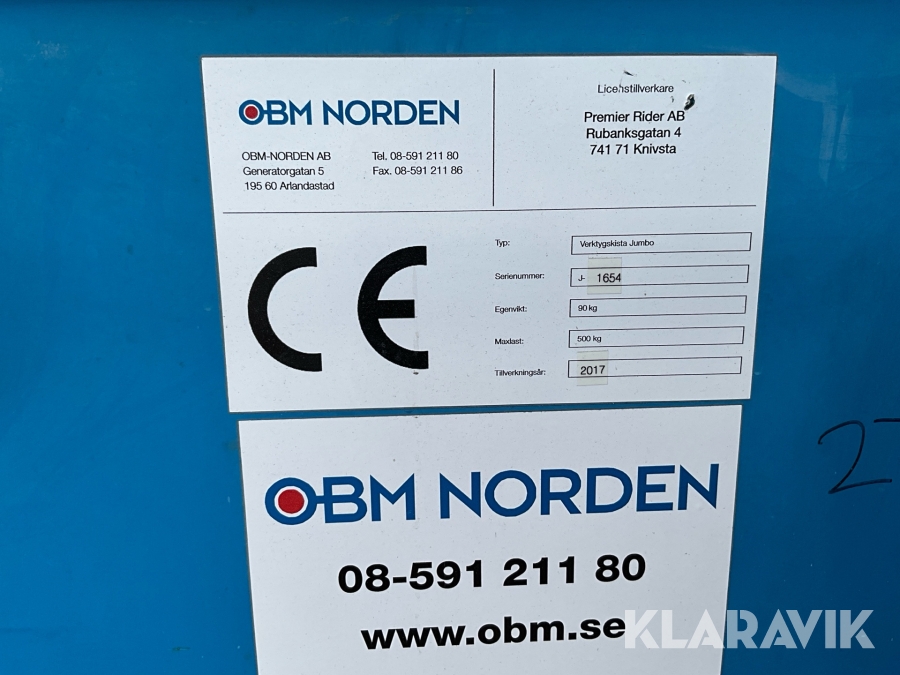 OBM NORDEN
OBM-NORDEN AB
Generatorgatan 5
195 60 Arlandastad
Tel. 08-591 211 80
Fax. 08-591 211 86
Licenstillverkare
Premier Rider AB
Rubanksgatan 4
741 71 Knivsta
CE
Typ: Verktygskista Jumbo
Serienummer: J- 1654
Egenvikt: 90 kg
Maxlast: 500 kg
Tillverkningsår: 2017
OBM NORDEN
08-591 211 80
www.obm.se
KLARAVIK